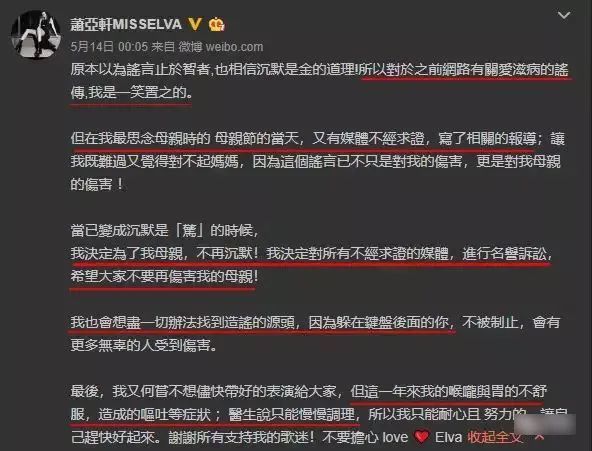 蕭亞軒MISSELVA
5月14日 00:05 來自 微博 weibo.com
原本以為謠言止於智者,也相信沉默是金的道理!所以對於之前網路有關愛滋病的謠
傳,我是一笑置之的。
但在我最思念母親時的 母親節的當天，又有媒體不經求證，寫了相關的報導；讓
我既難過又覺得對不起媽媽，因為這個謠言已不只是對我的傷害，更是對我母親
的傷害！
當已變成沉默是「罵」的時候，
我決定為了我母親，不再沉默！我決定對所有不經求證的媒體，進行名譽訴訟，
希望大家不要再傷害我的母親!
我也會想盡一切辦法找到造謠的源頭，因為躲在鍵盤後面的你，不被制止，會有
更多無辜的人受到傷害。
最後，我又何嘗不想儘快帶好的表演給大家，但這一年來我的喉嚨與胃的不舒
服，造成的嘔吐等症狀；醫生說只能慢慢調理，所以我只能耐心且 努力的，讓自
己趕快好起來。謝謝所有支持我的歌迷！不要擔心 love ❤ Elva 收起全文